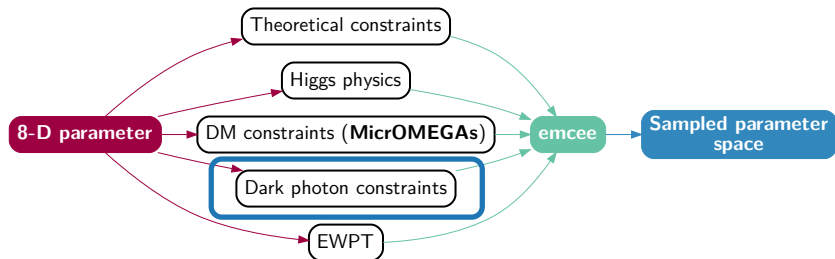 Theoretical constraints
Higgs physics
8-D parameter
DM constraints (MicrOMEGAs)
emcee
Sampled parameter
space
Dark photon constraints
EWPT